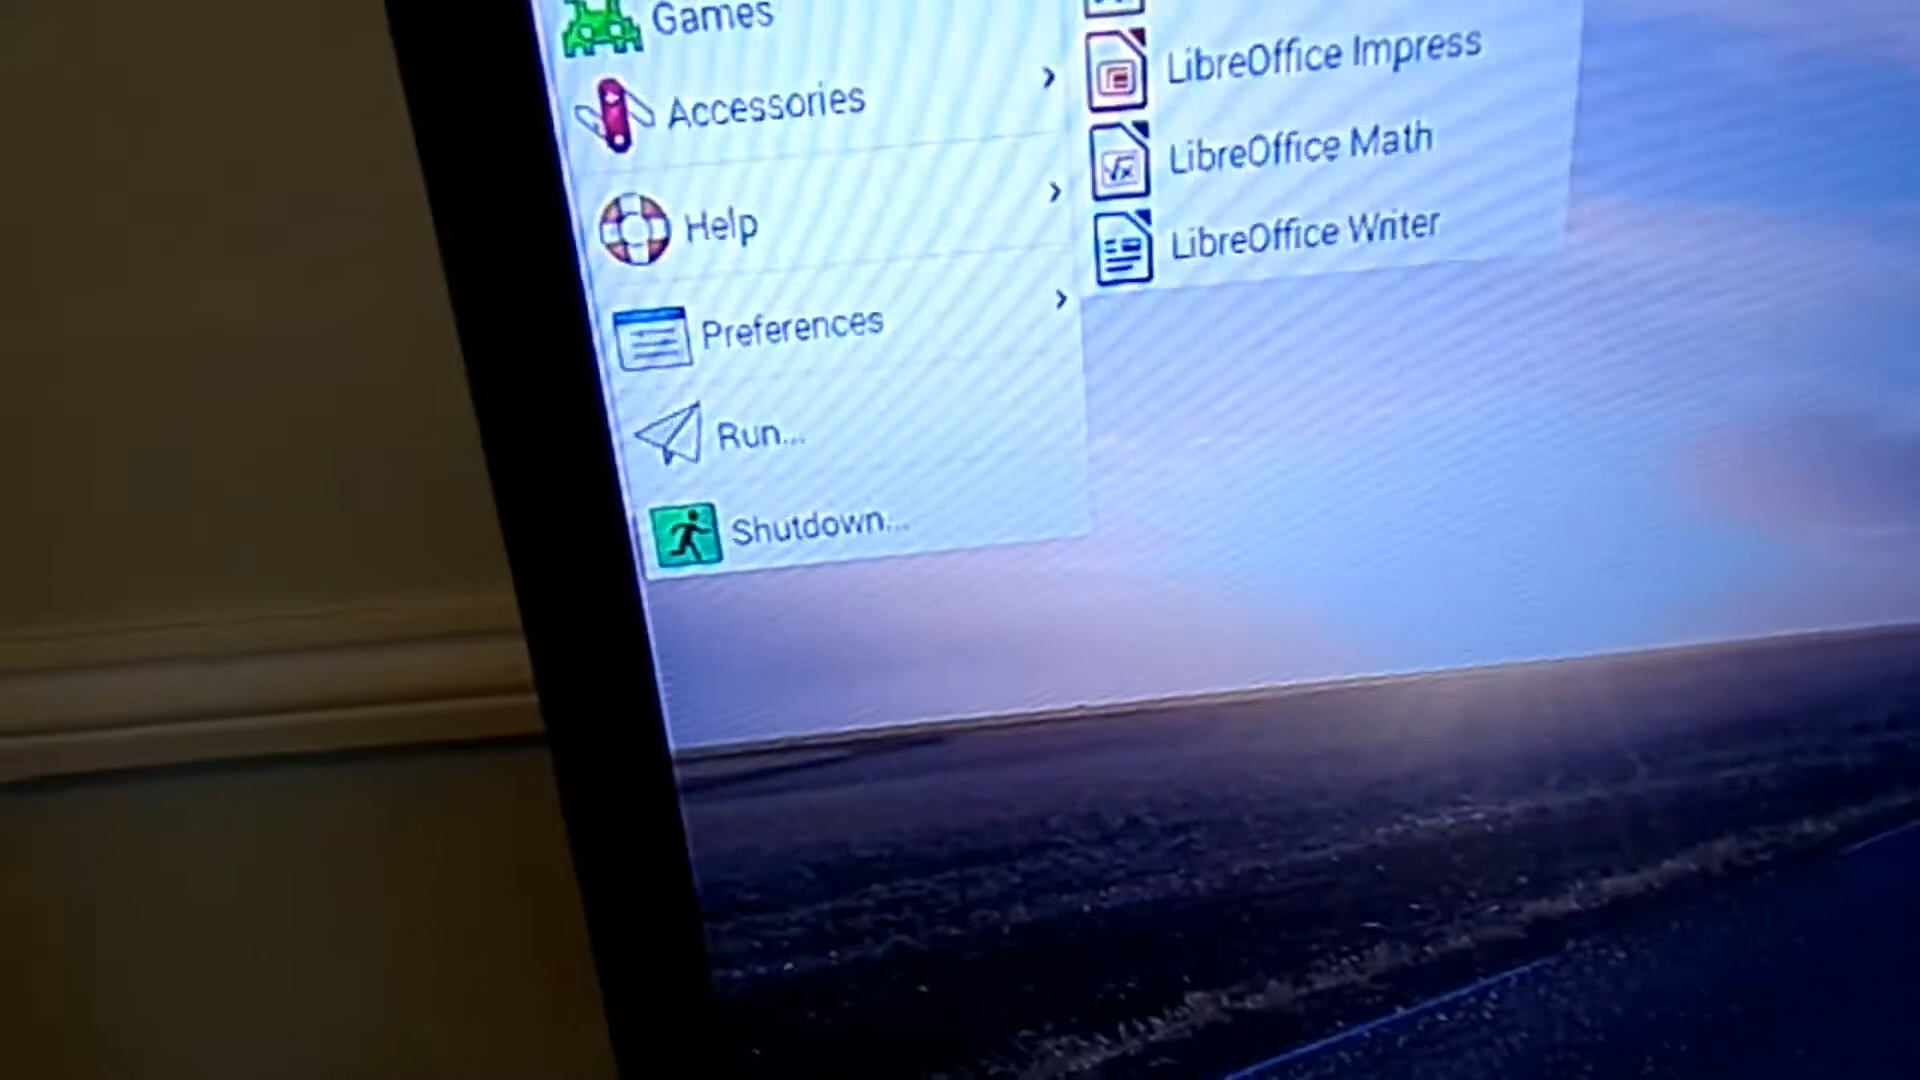 Games
Accessories
Help
Preferences
Run...
Shutdown...
LibreOffice Impress
LibreOffice Math
LibreOffice Writer